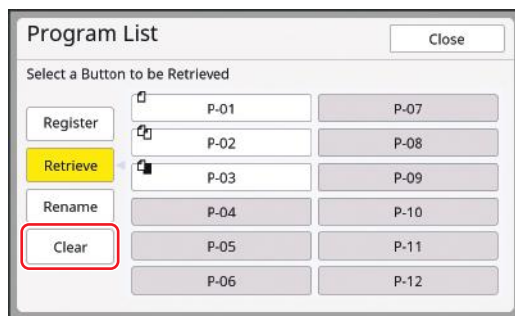 Program List
Close
Select a Button to be Retrieved
Register
Retrieve
Rename
Clear
P-01
P-02
P-03
P-04
P-05
P-06
P-07
P-08
P-09
P-10
P-11
P-12